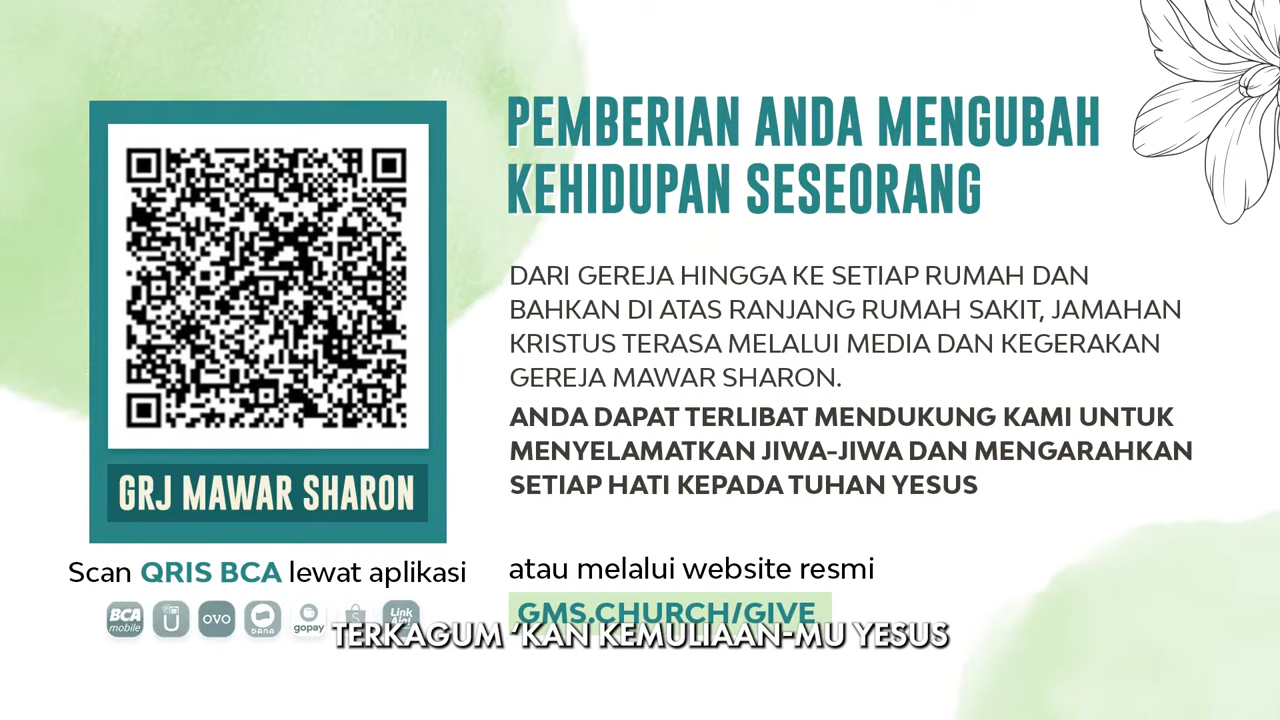 PEMBERIAN ANDA MENGUBAH
KEHIDUPAN SESEORANG
DARI GEREJA HINGGA KE SETIAP RUMAH DAN
BAHKAN DI ATAS RANJANG RUMAH SAKIT, JAMAHAN
KRISTUS TERASA MELALUI MEDIA DAN KEGERAKAN
GEREJA MAWAR SHARON.
ANDA DAPAT TERLIBAT MENDUKUNG KAMI UNTUK
MENYELAMATKAN JIWA-JIWA DAN MENGARAHKAN
SETIAP HATI KEPADA TUHAN YESUS
GRJ MAWAR SHARON
Scan QRIS BCA lewat aplikasi
BCA mobile OVO DANA gopay LinkAja!
atau melalui website resmi
GMS.CHURCH/GIVE
TERKAGUM 'KAN KEMULIAAN-MU YESUS